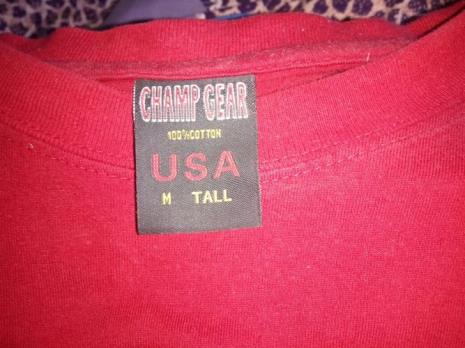 CHAMP GEAR
100%COTTON
USA
M TALL